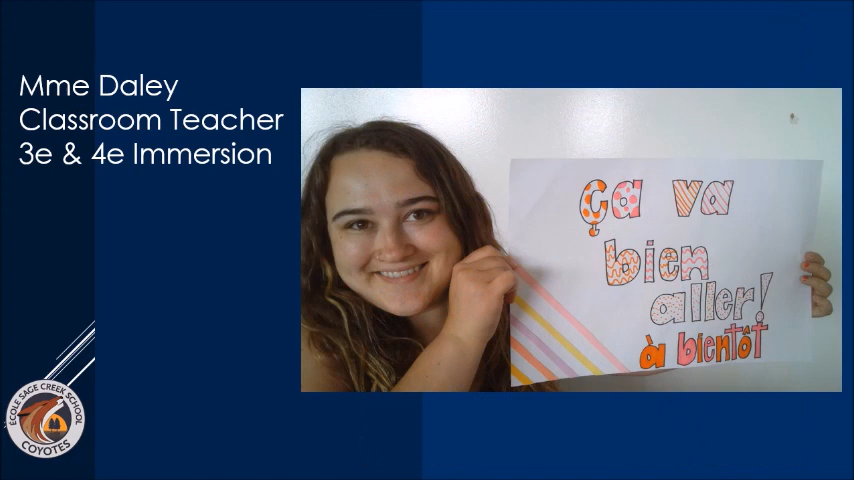 Mme Daley
Classroom Teacher
3e & 4e Immersion
ça va
bien
aller!
à bientôt
ÉCOLE SAGE CREEK SCHOOL
COYOTES